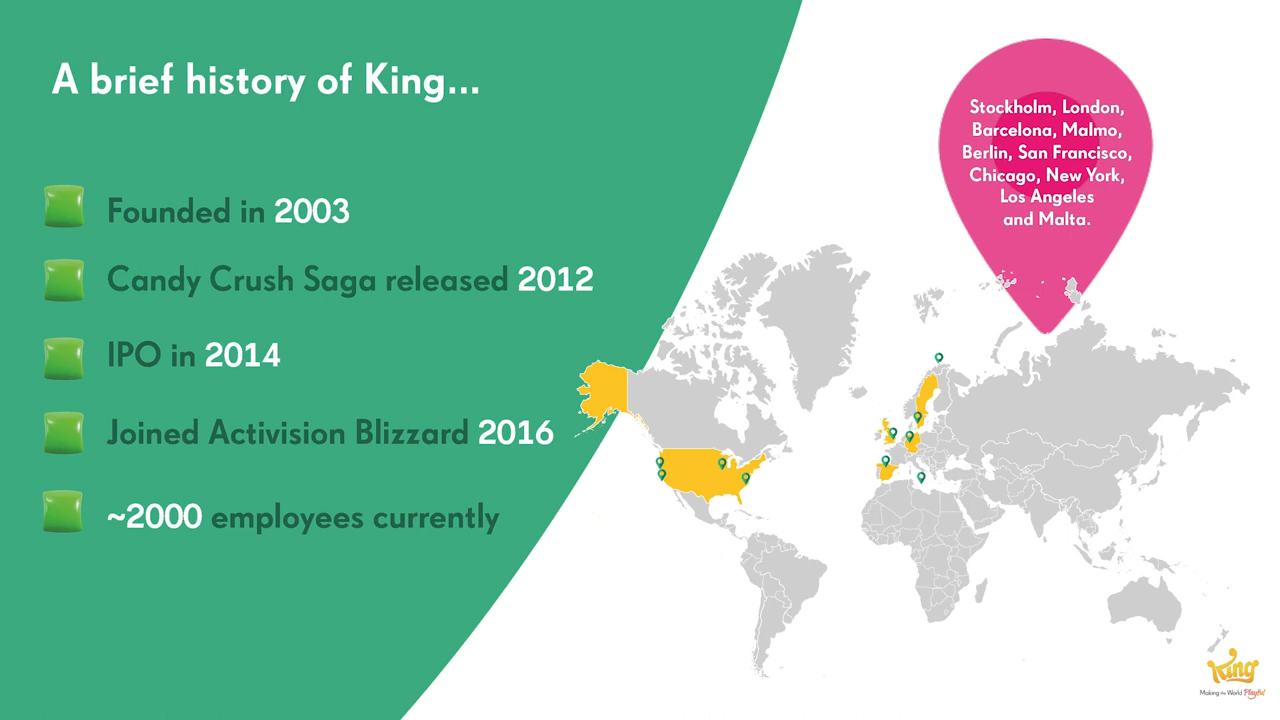 A brief history of King...
Founded in 2003
Candy Crush Saga released 2012
IPO in 2014
Joined Activision Blizzard 2016
~2000 employees currently
Stockholm, London,
Barcelona, Malmo,
Berlin, San Francisco,
Chicago, New York,
Los Angeles
and Malta.
King
Making the World Playful